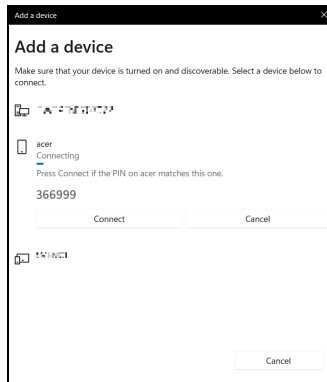 Add a device
Add a device
Make sure that your device is turned on and discoverable. Select a device below to
connect.
acer
Connecting
Press Connect if the PIN on acer matches this one.
366999
Connect Cancel
Cancel